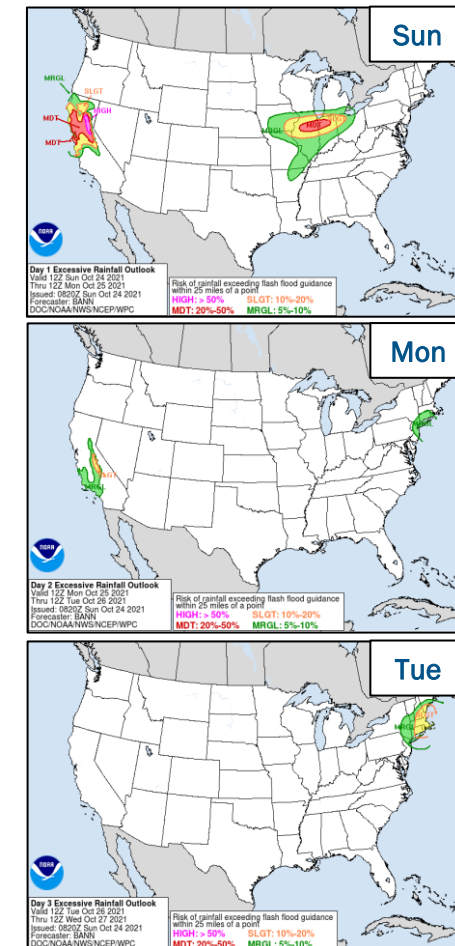 Sun
MRGL
SLGT
HIGH
MDT
MDT
MRGL
MDT
NOAA
Day 1 Excessive Rainfall Outlook
Valid 12Z Sun Oct 24 2021
Thru 12Z Mon Oct 25 2021
Issued: 0820Z Sun Oct 24 2021
Forecaster: BANN
DOC/NOAA/NWS/NCEP/WPC
Risk of rainfall exceeding flash flood guidance
within 25 miles of a point
HIGH: > 50% SLGT: 10%-20%
MDT: 20%-50% MRGL: 5%-10%
Mon
MRGL
SLGT
MRGL
NOAA
Day 2 Excessive Rainfall Outlook
Valid 12Z Mon Oct 25 2021
Thru 12Z Tue Oct 26 2021
Issued: 0820Z Sun Oct 24 2021
Forecaster: BANN
DOC/NOAA/NWS/NCEP/WPC
Risk of rainfall exceeding flash flood guidance
within 25 miles of a point
HIGH: > 50% SLGT: 10%-20%
MDT: 20%-50% MRGL: 5%-10%
Tue
MRGL
NOAA
Day 3 Excessive Rainfall Outlook
Valid 12Z Tue Oct 26 2021
Thru 12Z Wed Oct 27 2021
Issued: 0820Z Sun Oct 24 2021
Forecaster: BANN
DOC/NOAA/NWS/NCEP/WPC
Risk of rainfall exceeding flash flood guidance
within 25 miles of a point
HIGH: > 50% SLGT: 10%-20%
MDT: 20%-50% MRGL: 5%-10%